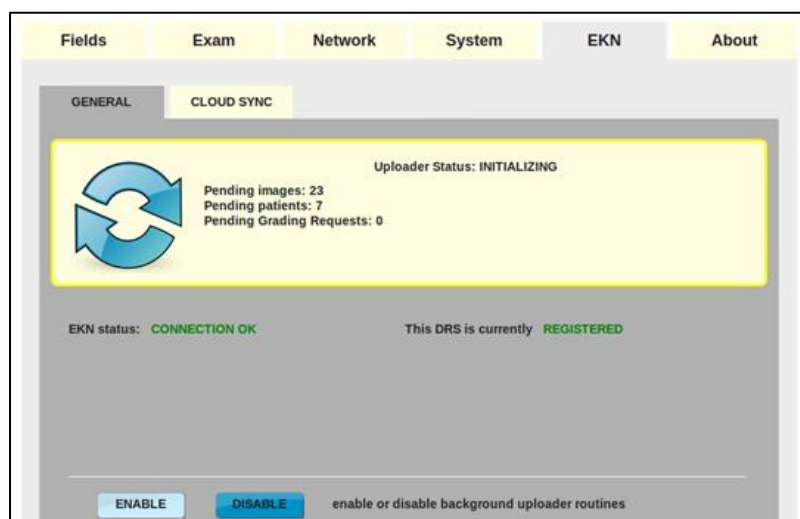 Fields Exam Network System EKN About
GENERAL CLOUD SYNC
Uploader Status: INITIALIZING
Pending images: 23
Pending patients: 7
Pending Grading Requests: 0
EKN status: CONNECTION OK This DRS is currently REGISTERED
ENABLE DISABLE enable or disable background uploader routines